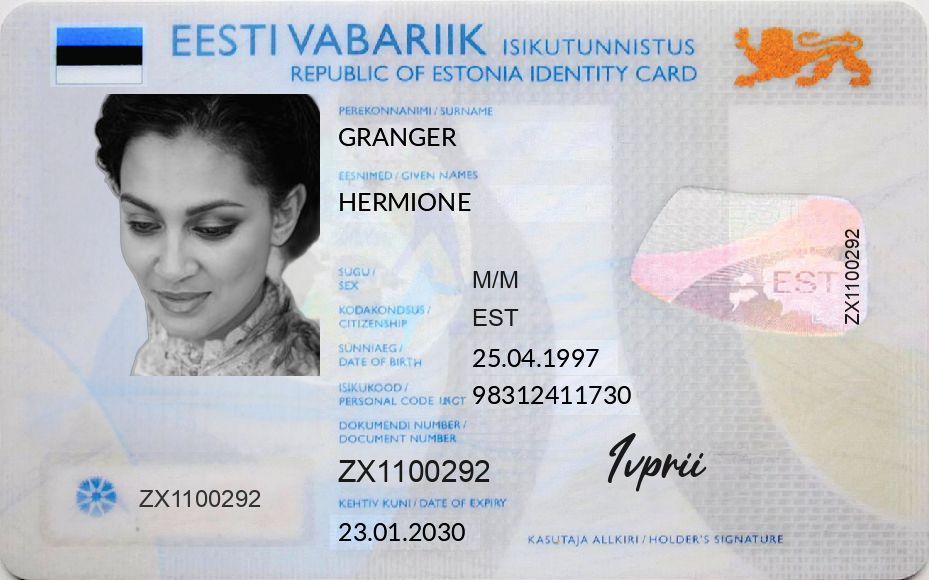 EESTI VABARIIK ISIKUTUNNISTUS
REPUBLIC OF ESTONIA IDENTITY CARD
PEREKONNANIMI / SURNAME
GRANGER
EESNIMED / GIVEN NAMES
HERMIONE
SUGU /
SEX
M/M
KODAKONDSUS /
CITIZENSHIP
EST
SÜNNIAEG /
DATE OF BIRTH
25.04.1997
ISIKUKOOD /
PERSONAL CODE
98312411730
DOKUMENDI NUMBER /
DOCUMENT NUMBER
ZX1100292
KEHTIV KUNI / DATE OF EXPIRY
23.01.2030
ZX1100292
EST
ZX1100292
KASUTAJA ALLKIRI / HOLDER'S SIGNATURE